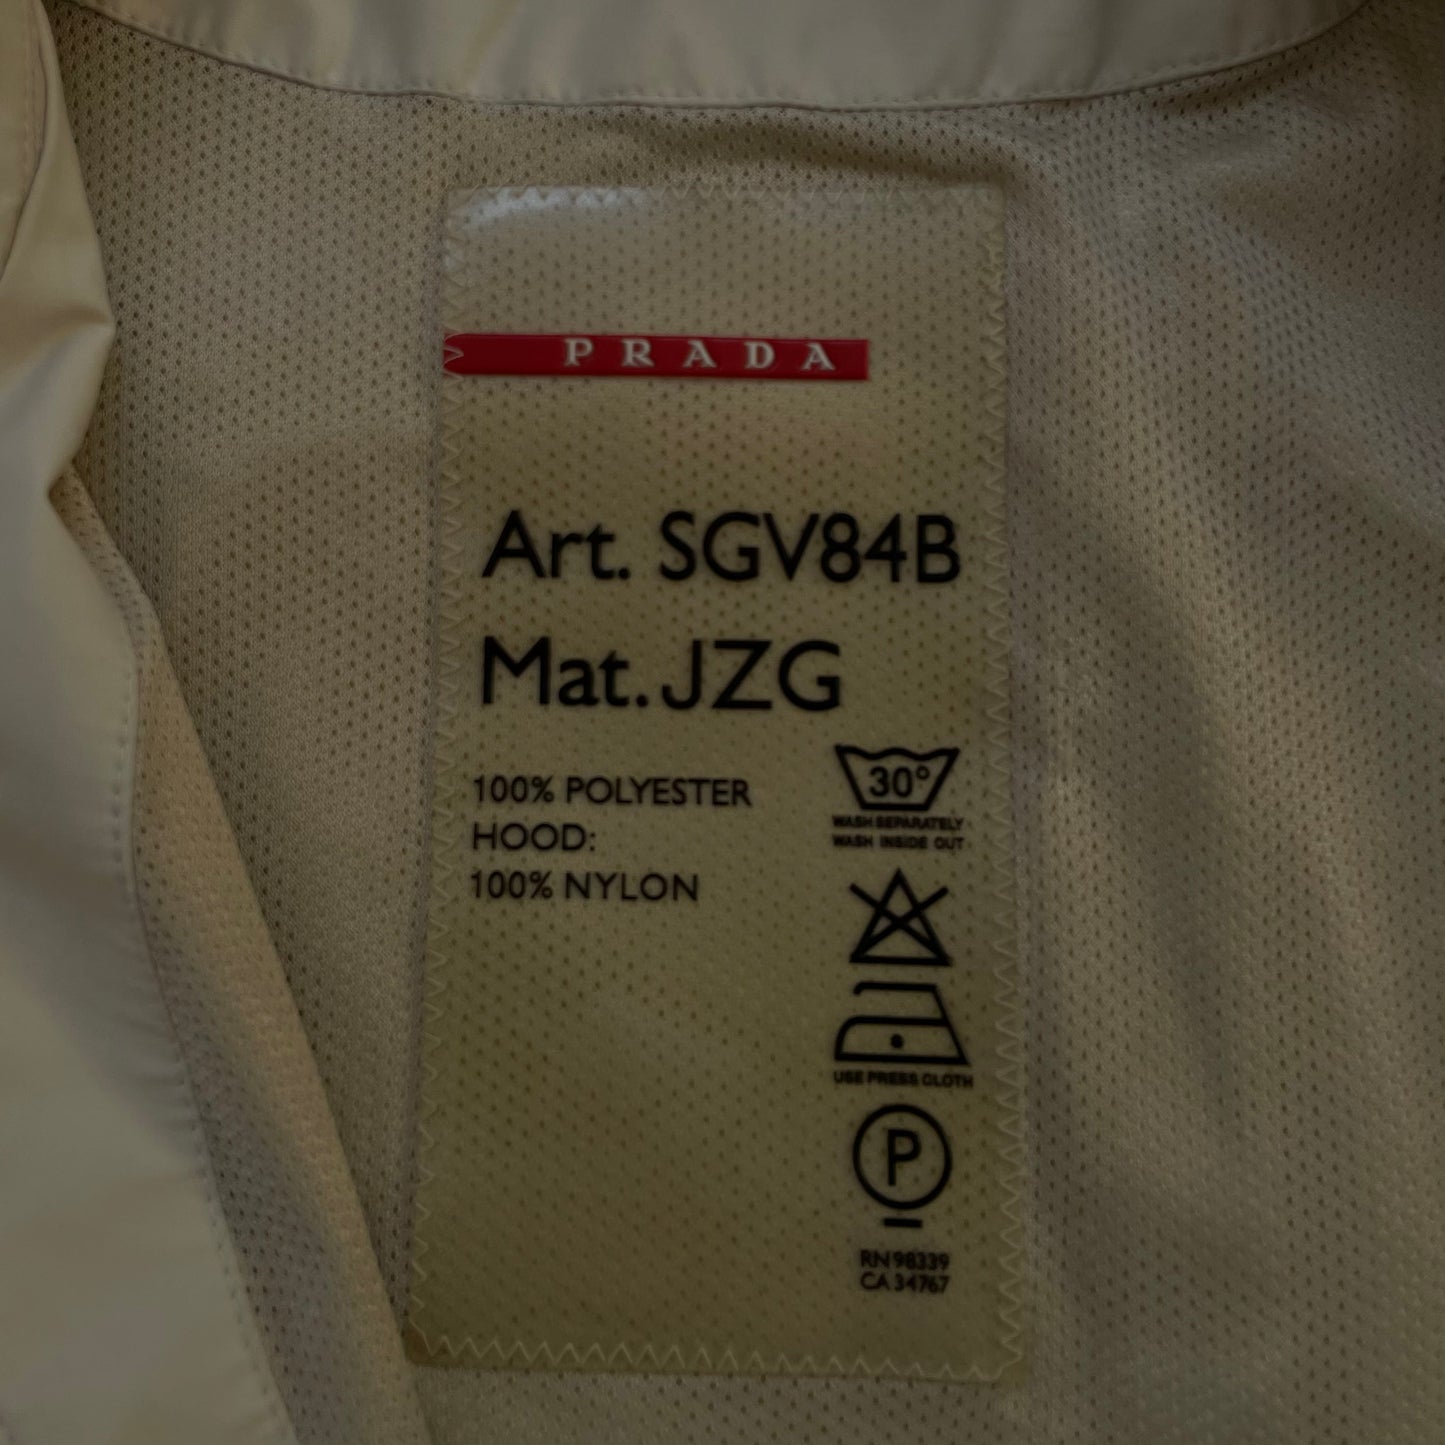 PRADA
Art. SGV84B
Mat. JZG
100% POLYESTER
HOOD:
100% NYLON
30°
WASH SEPARATELY
WASH INSIDE OUT
USE PRESS CLOTH
P
RN 98339
CA 34767